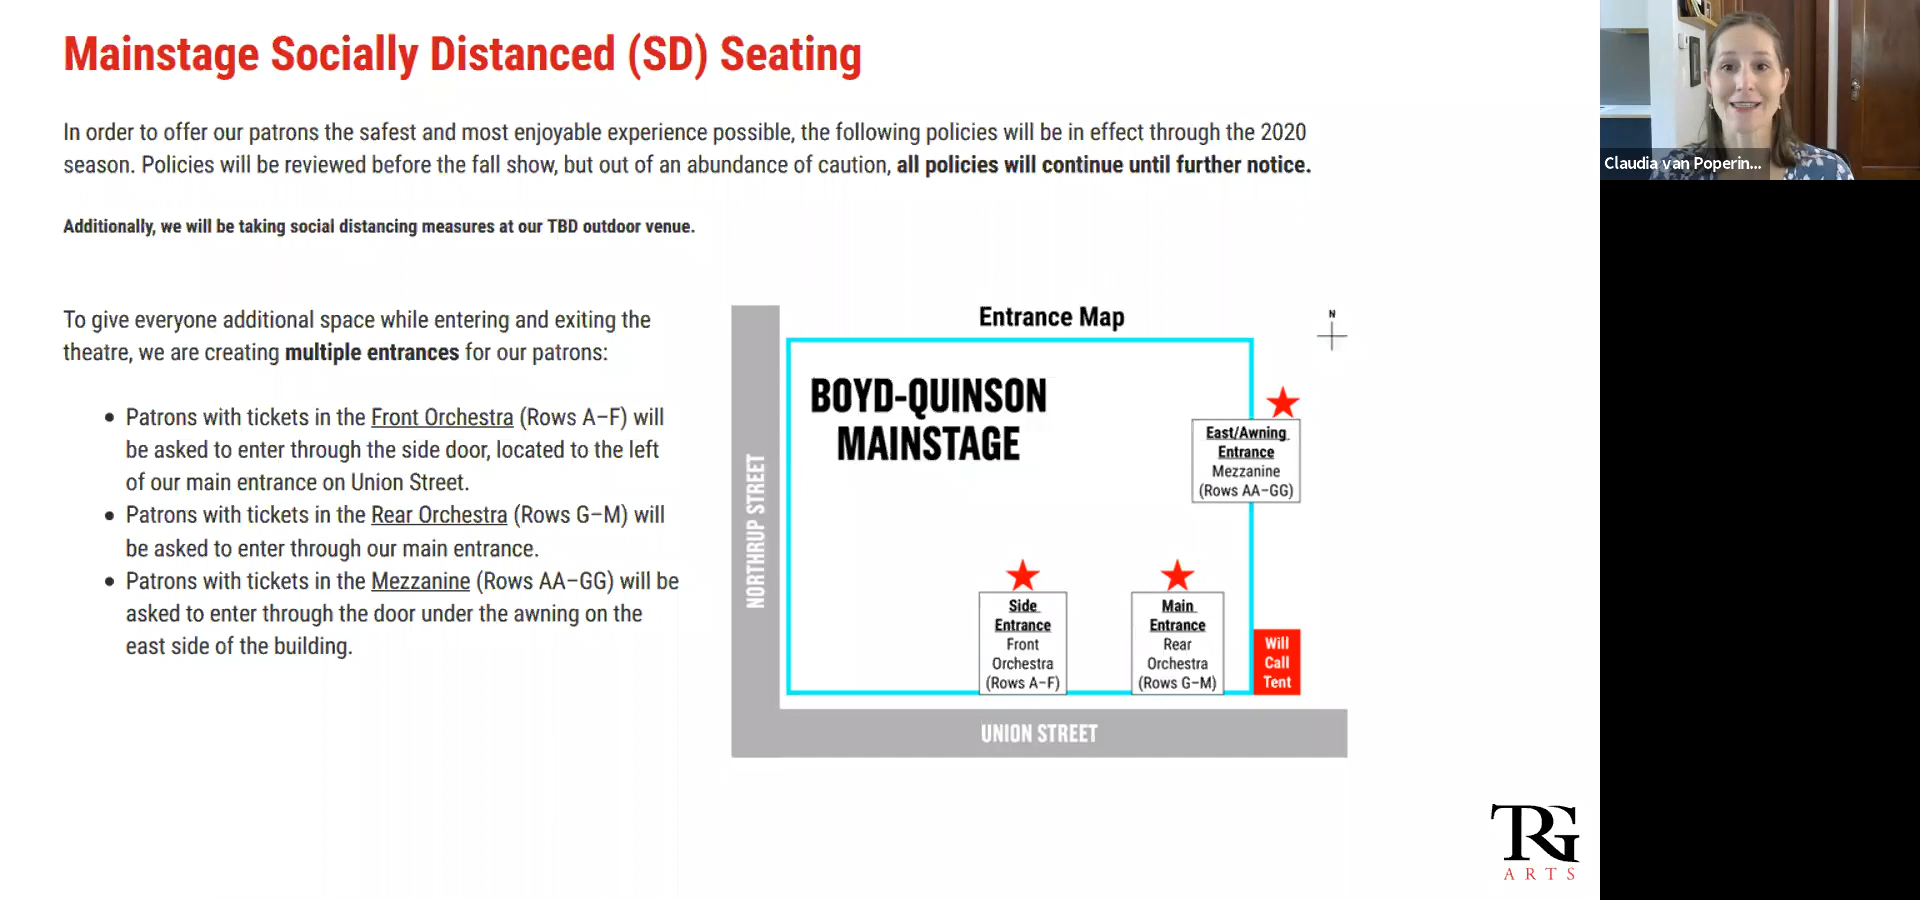 Mainstage Socially Distanced (SD) Seating
In order to offer our patrons the safest and most enjoyable experience possible, the following policies will be in effect through the 2020
season. Policies will be reviewed before the fall show, but out of an abundance of caution, all policies will continue until further notice.
Additionally, we will be taking social distancing measures at our TBD outdoor venue.
To give everyone additional space while entering and exiting the
theatre, we are creating multiple entrances for our patrons:
• Patrons with tickets in the Front Orchestra (Rows A–F) will
be asked to enter through the side door, located to the left
of our main entrance on Union Street.
• Patrons with tickets in the Rear Orchestra (Rows G–M) will
be asked to enter through our main entrance.
• Patrons with tickets in the Mezzanine (Rows AA–GG) will be
asked to enter through the door under the awning on the
east side of the building.
Entrance Map
N
BOYD-QUINSON
MAINSTAGE
East/Awning
Entrance
Mezzanine
(Rows AA–GG)
NORTHRUP STREET
Side
Entrance
Front
Orchestra
(Rows A–F)
Main
Entrance
Rear
Orchestra
(Rows G–M)
Will
Call
Tent
UNION STREET
TRG
ARTS
Claudia van Poperin...